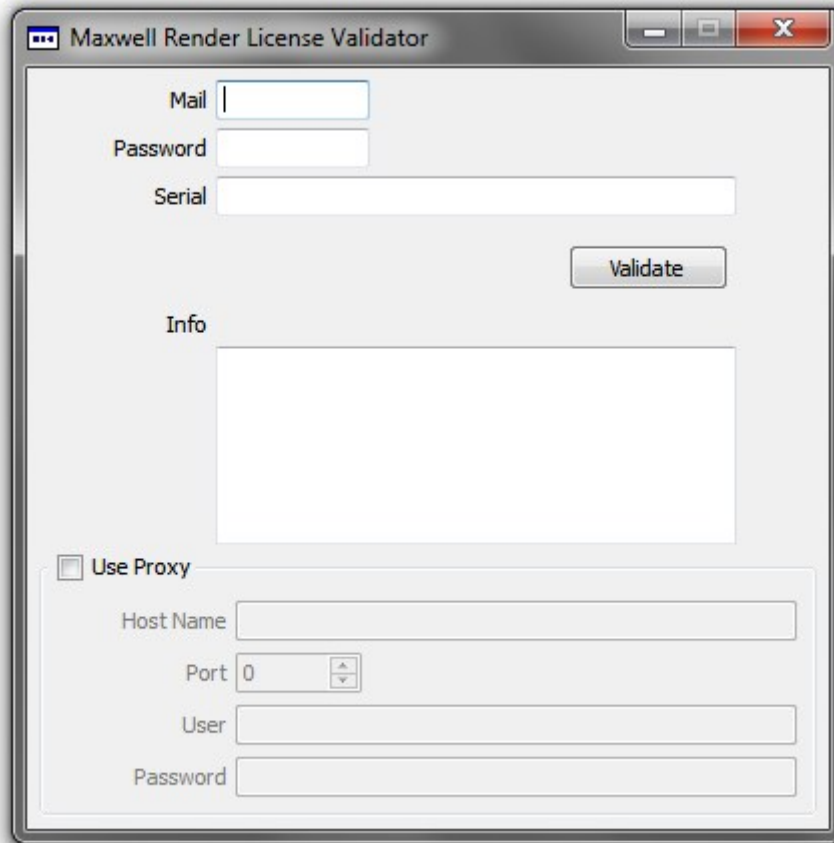 Maxwell Render License Validator
Mail
Password
Serial
Validate
Info
Use Proxy
Host Name
Port 0
User
Password